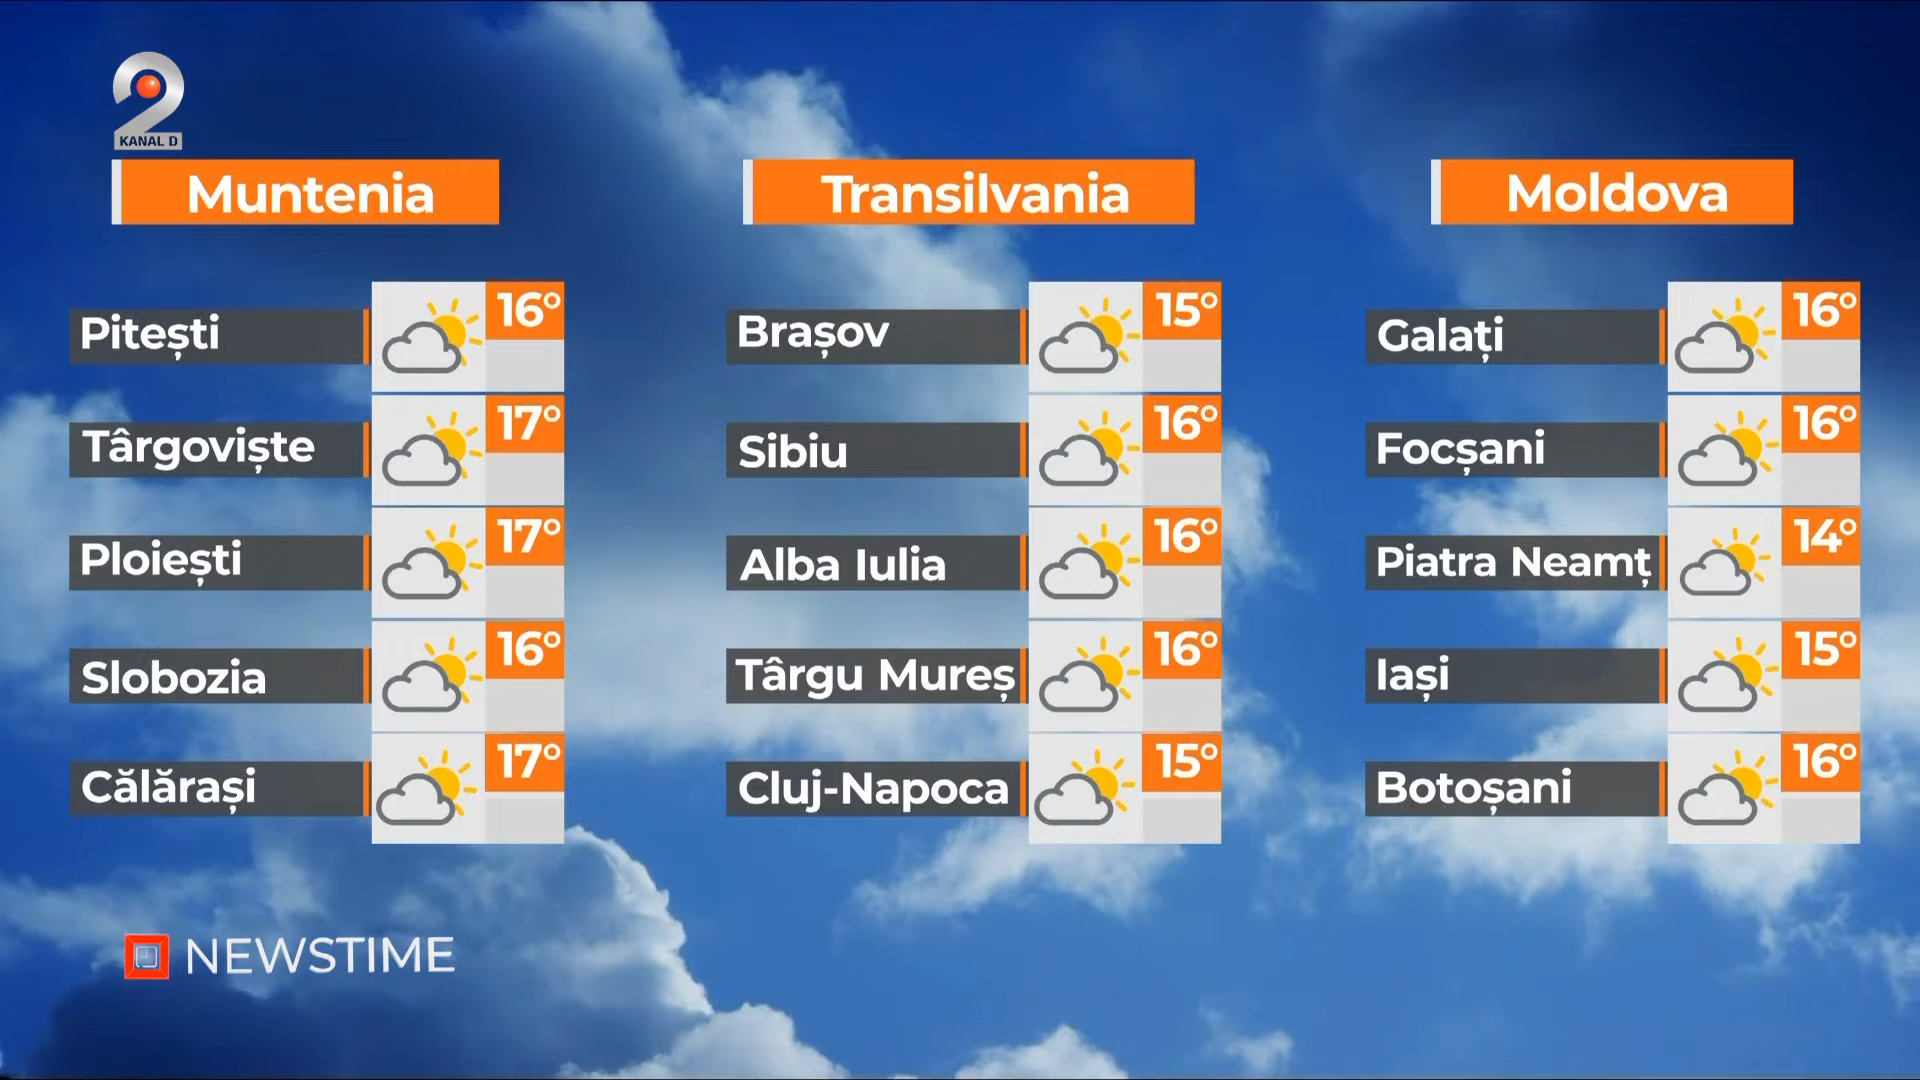 2
KANAL D
Muntenia
Pitești 16°
Târgoviște 17°
Ploiești 17°
Slobozia 16°
Călărași 17°
Transilvania
Brașov 15°
Sibiu 16°
Alba Iulia 16°
Târgu Mureș 16°
Cluj-Napoca 15°
Moldova
Galați 16°
Focșani 16°
Piatra Neamț 14°
Iași 15°
Botoșani 16°
NEWSTIME